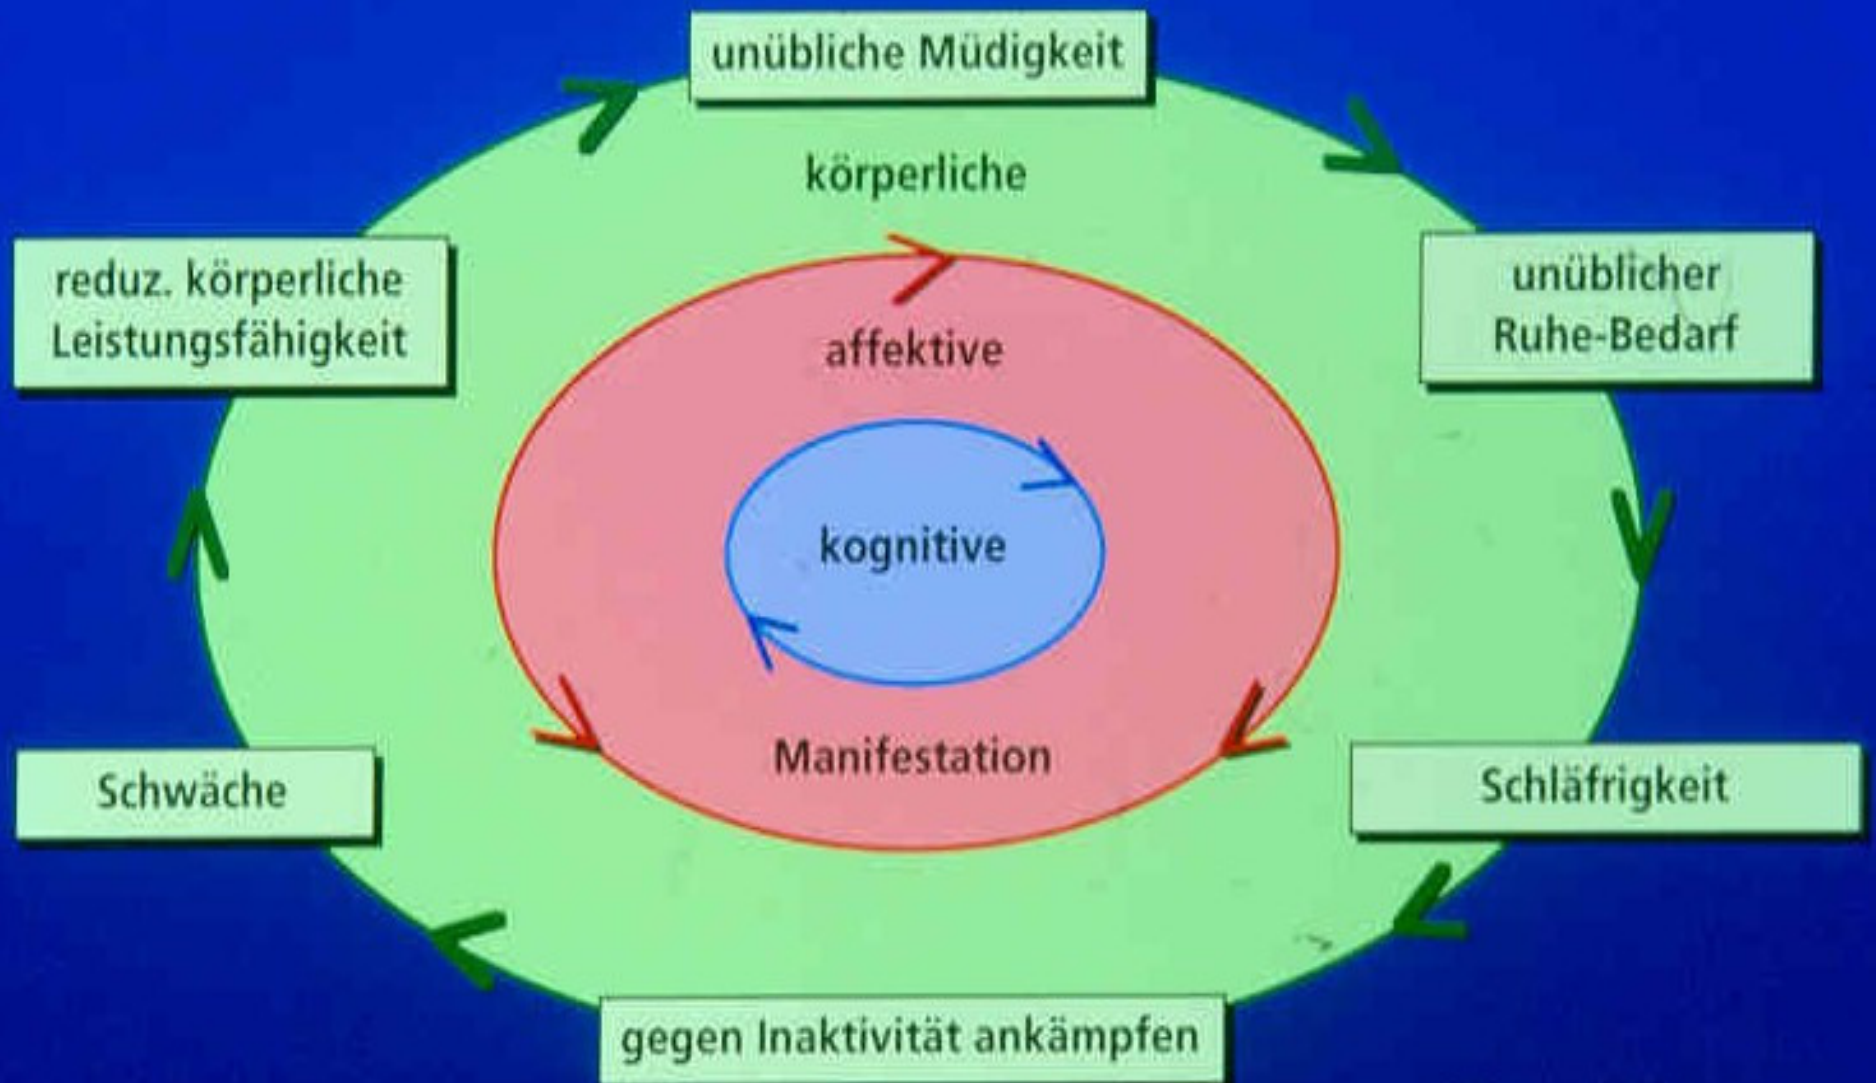 unübliche Müdigkeit
körperliche
reduz. körperliche
Leistungsfähigkeit
unüblicher
Ruhe-Bedarf
affektive
kognitive
Manifestation
Schwäche
Schläfrigkeit
gegen Inaktivität ankämpfen